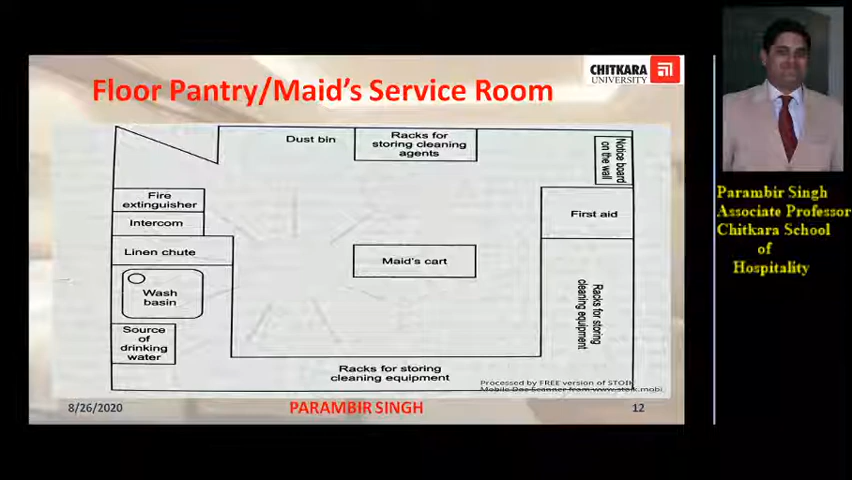 Floor Pantry/Maid's Service Room
CHITKARA
UNIVERSITY
Dust bin
Racks for
storing cleaning
agents
Notice board
on the wall
Fire
extinguisher
Intercom
Linen chute
Wash
basin
Source
of
drinking
water
Maid's cart
First aid
Racks for storing
cleaning equipment
Racks for storing
cleaning equipment
Processed by FREE version of STOIK
Mobile Doc Scanner from www.stoik.mobi
8/26/2020
PARAMBIR SINGH
12
Parambir Singh
Associate Professor
Chitkara School
of
Hospitality